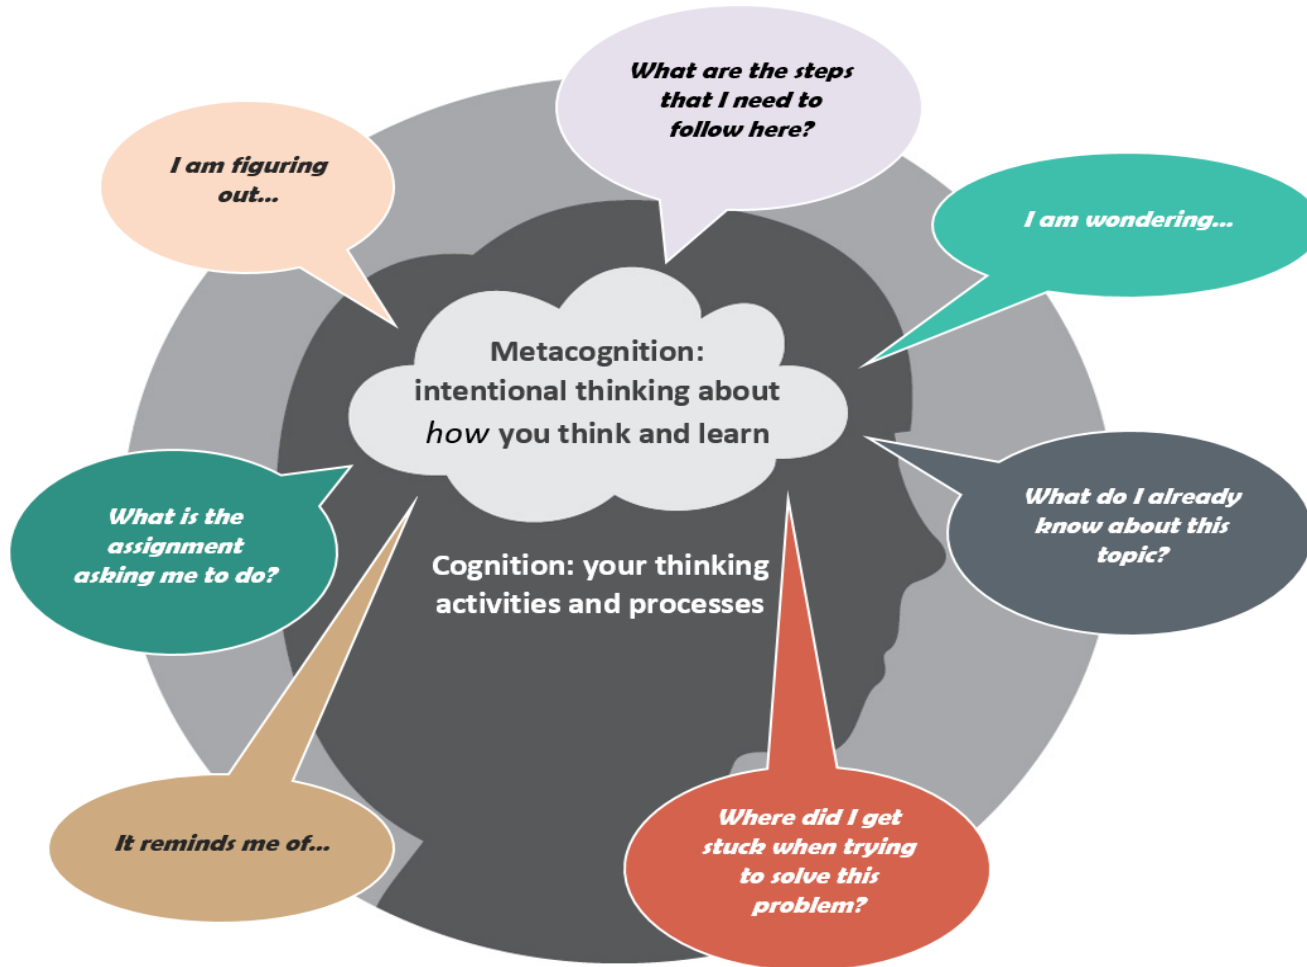 What are the steps
that I need to
follow here?
I am figuring
out...
I am wondering...
Metacognition:
intentional thinking about
how you think and learn
What is the
assignment
asking me to do?
What do I already
know about this
topic?
Cognition: your thinking
activities and processes
It reminds me of...
Where did I get
stuck when trying
to solve this
problem?